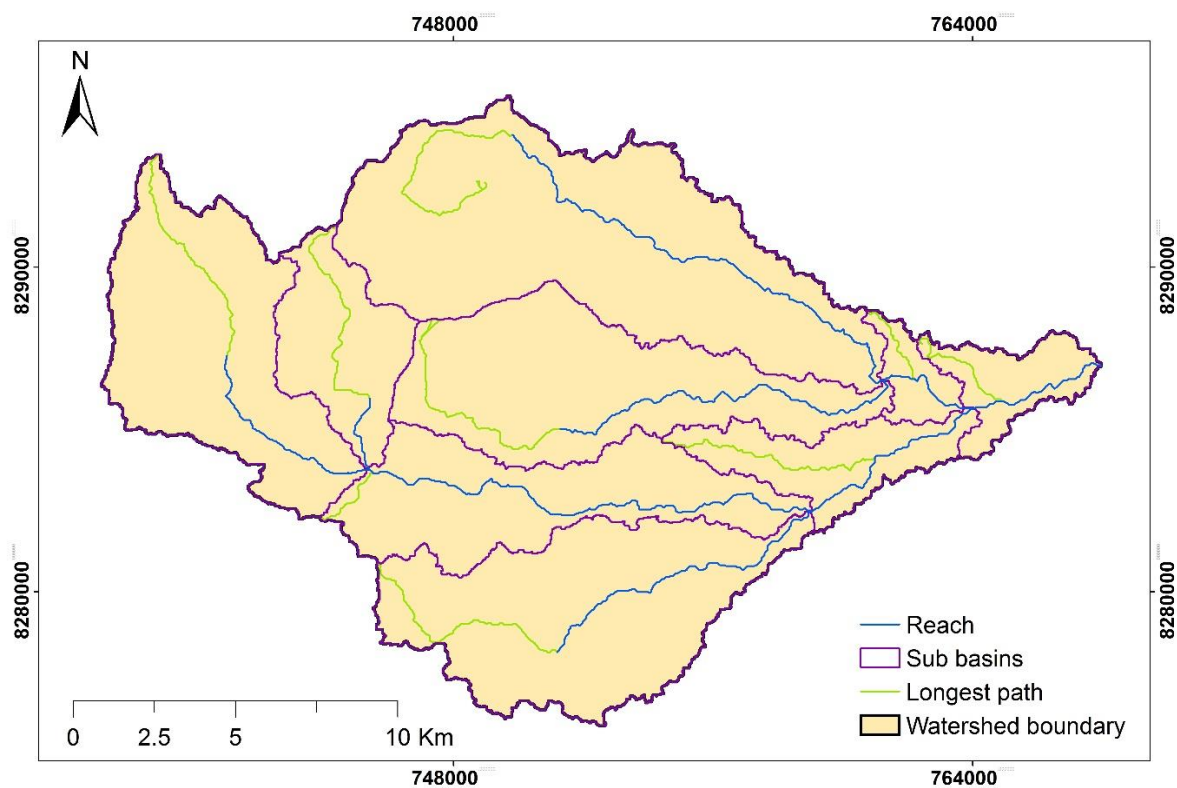 748000 764000
N
8290000 8290000
8280000 8280000
Reach
Sub basins
Longest path
Watershed boundary
0 2.5 5 10 Km
748000 764000